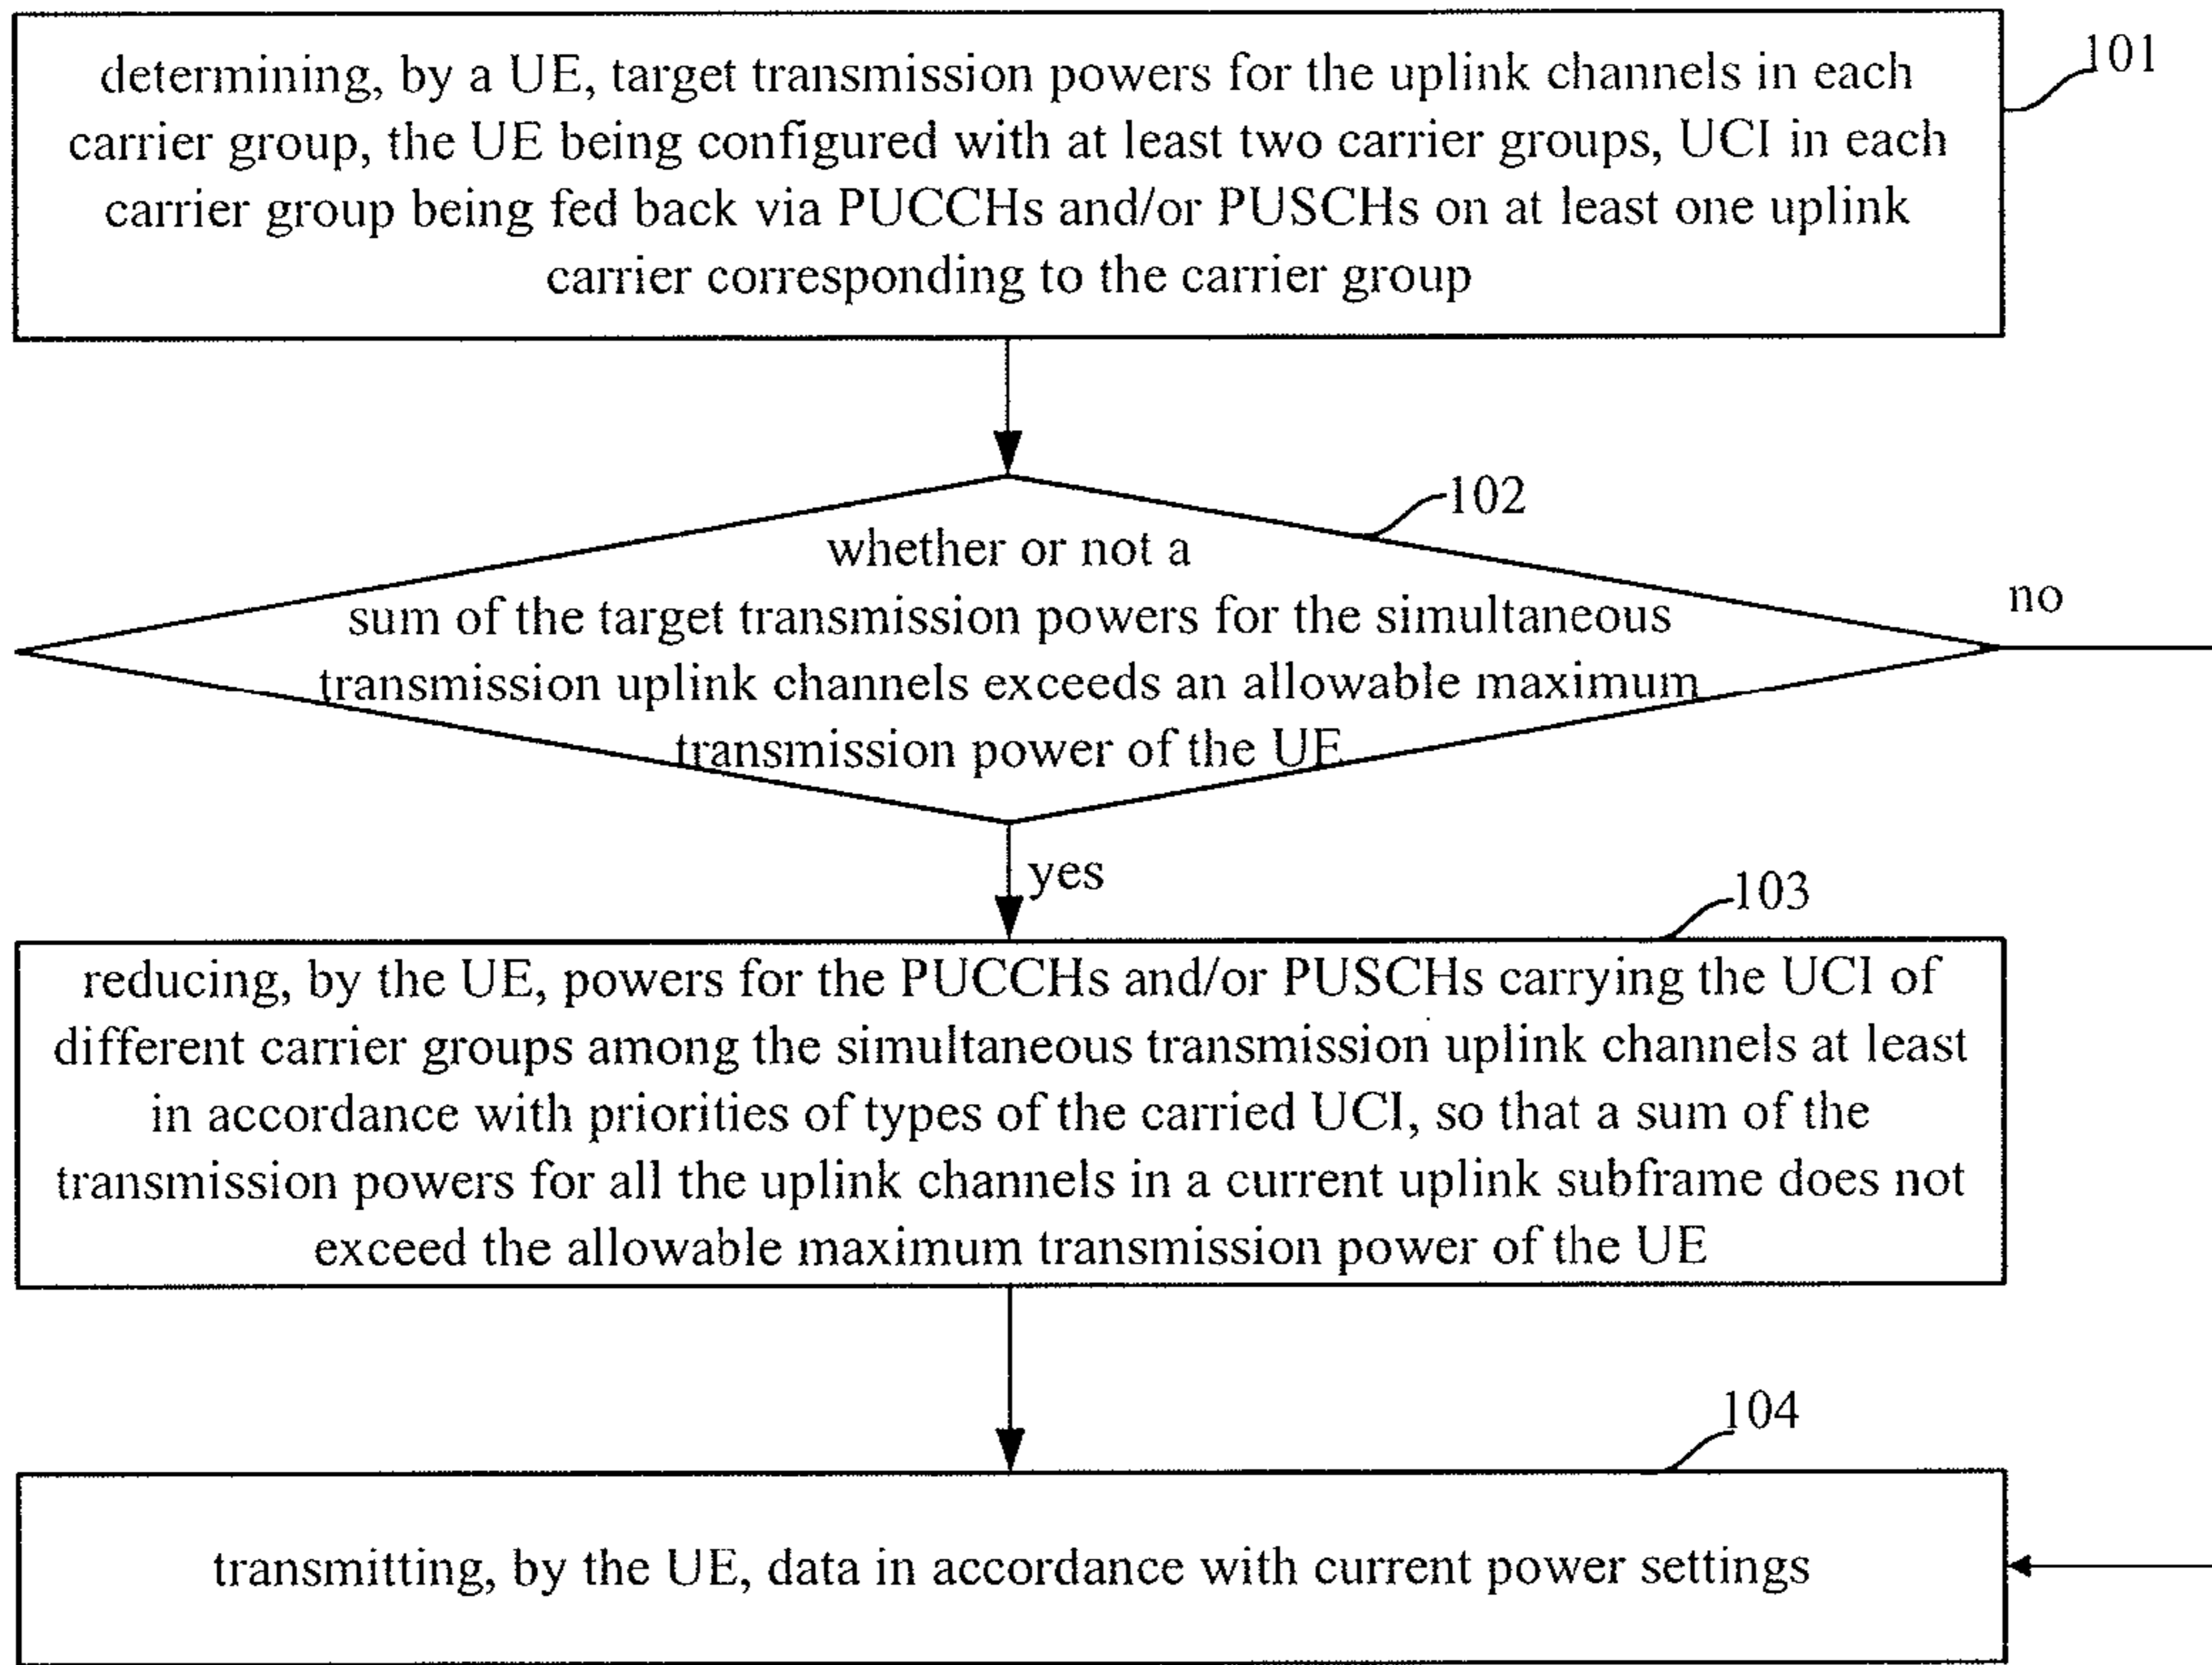 determining, by a UE, target transmission powers for the uplink channels in each
carrier group, the UE being configured with at least two carrier groups, UCI in each
carrier group being fed back via PUCCHs and/or PUSCHs on at least one uplink
carrier corresponding to the carrier group
101
102
whether or not a
sum of the target transmission powers for the simultaneous
transmission uplink channels exceeds an allowable maximum
transmission power of the UE
no
yes
103
reducing, by the UE, powers for the PUCCHs and/or PUSCHs carrying the UCI of
different carrier groups among the simultaneous transmission uplink channels at least
in accordance with priorities of types of the carried UCI, so that a sum of the
transmission powers for all the uplink channels in a current uplink subframe does not
exceed the allowable maximum transmission power of the UE
104
transmitting, by the UE, data in accordance with current power settings